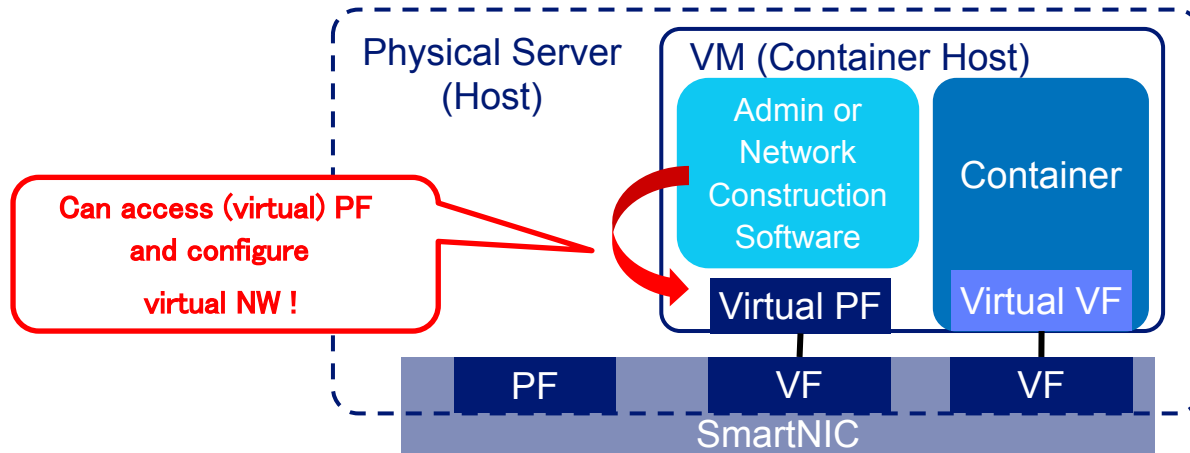 Physical Server
(Host)
VM (Container Host)
Admin or
Network
Construction
Software
Container
Can access (virtual) PF
and configure
virtual NW !
Virtual PF
Virtual VF
PF
VF
VF
SmartNIC